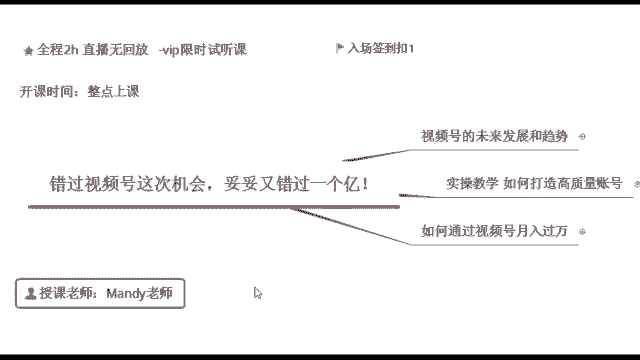 全程2h 直播无回放 -vip限时试听课
入场签到扣1
开课时间：整点上课
视频号的未来发展和趋势
错过视频号这次机会，妥妥又错过一个亿！
实操教学 如何打造高质量账号
如何通过视频号月入过万
授课老师：Mandy老师